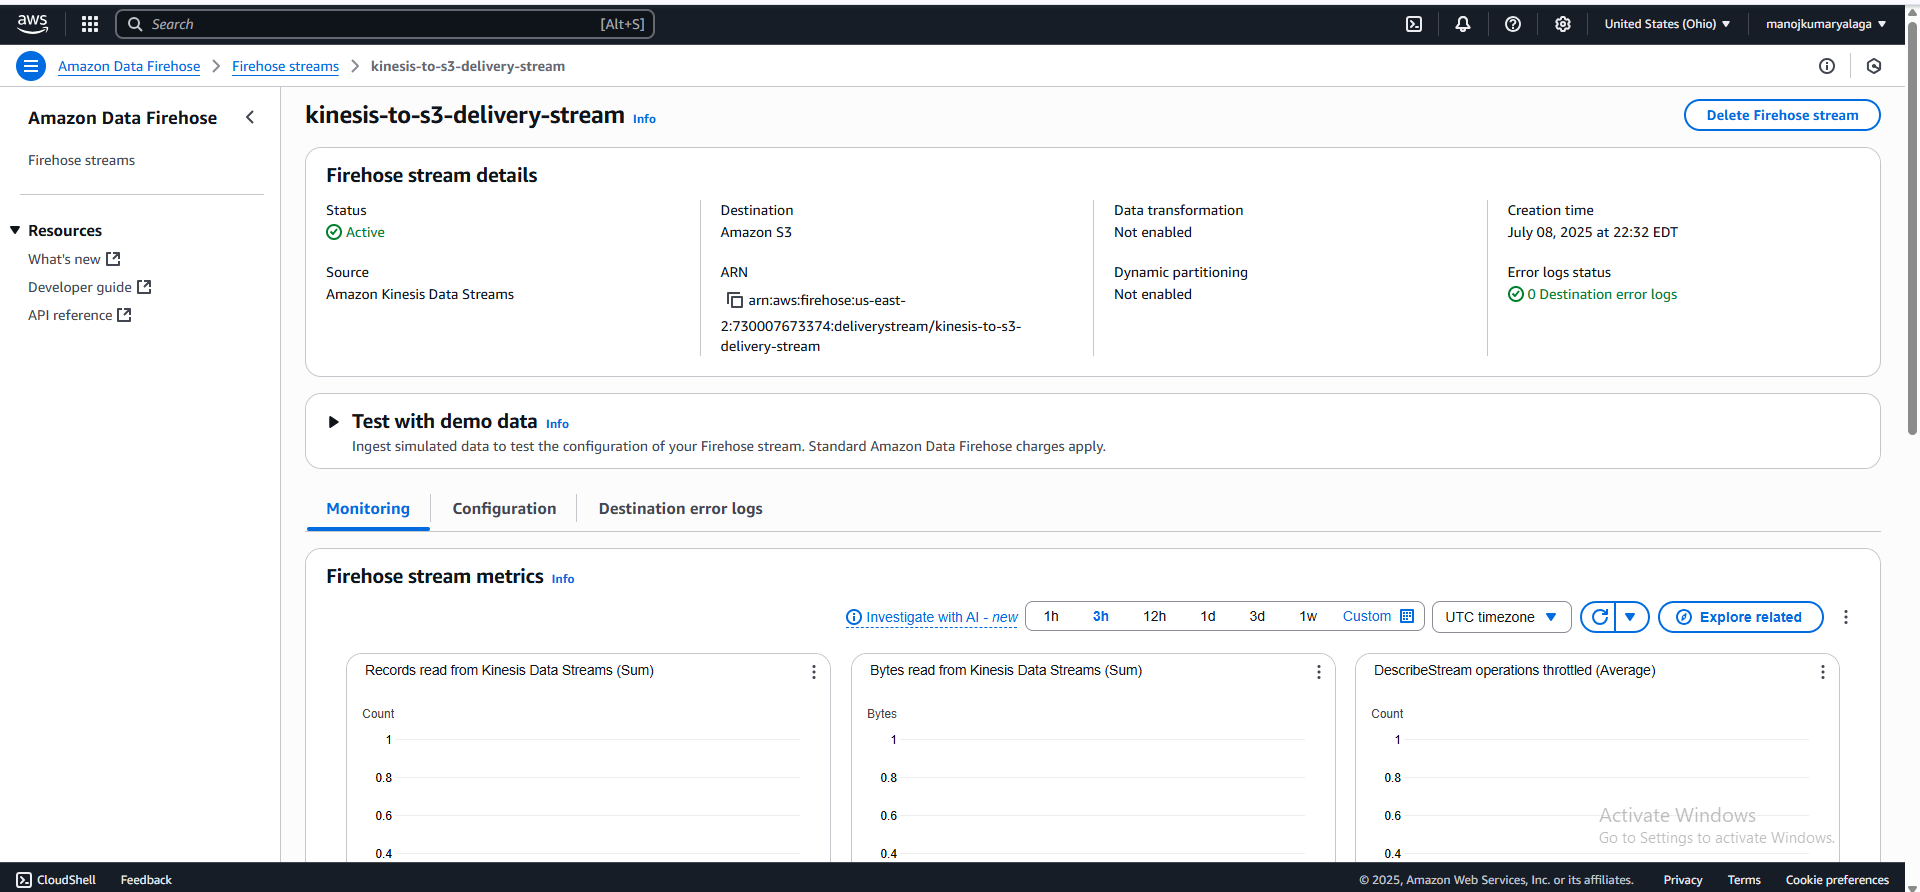 aws
Search [Alt+S]
United States (Ohio)
manojkumaryalaga
Amazon Data Firehose
Firehose streams
kinesis-to-s3-delivery-stream
Amazon Data Firehose
Firehose streams
Resources
What's new
Developer guide
API reference
kinesis-to-s3-delivery-stream Info
Delete Firehose stream
Firehose stream details
Status
Active
Source
Amazon Kinesis Data Streams
Destination
Amazon S3
ARN
arn:aws:firehose:us-east-
2:730007673374:deliverystream/kinesis-to-s3-
delivery-stream
Data transformation
Not enabled
Dynamic partitioning
Not enabled
Creation time
July 08, 2025 at 22:32 EDT
Error logs status
0 Destination error logs
Test with demo data Info
Ingest simulated data to test the configuration of your Firehose stream. Standard Amazon Data Firehose charges apply.
Monitoring
Configuration
Destination error logs
Firehose stream metrics Info
Investigate with AI - new
1h 3h 12h 1d 3d 1w Custom
UTC timezone
Explore related
Records read from Kinesis Data Streams (Sum)
Count
1
0.8
0.6
0.4
Bytes read from Kinesis Data Streams (Sum)
Bytes
1
0.8
0.6
0.4
DescribeStream operations throttled (Average)
Count
1
0.8
0.6
0.4
Activate Windows
Go to Settings to activate Windows.
CloudShell
Feedback
© 2025, Amazon Web Services, Inc. or its affiliates.
Privacy
Terms
Cookie preferences